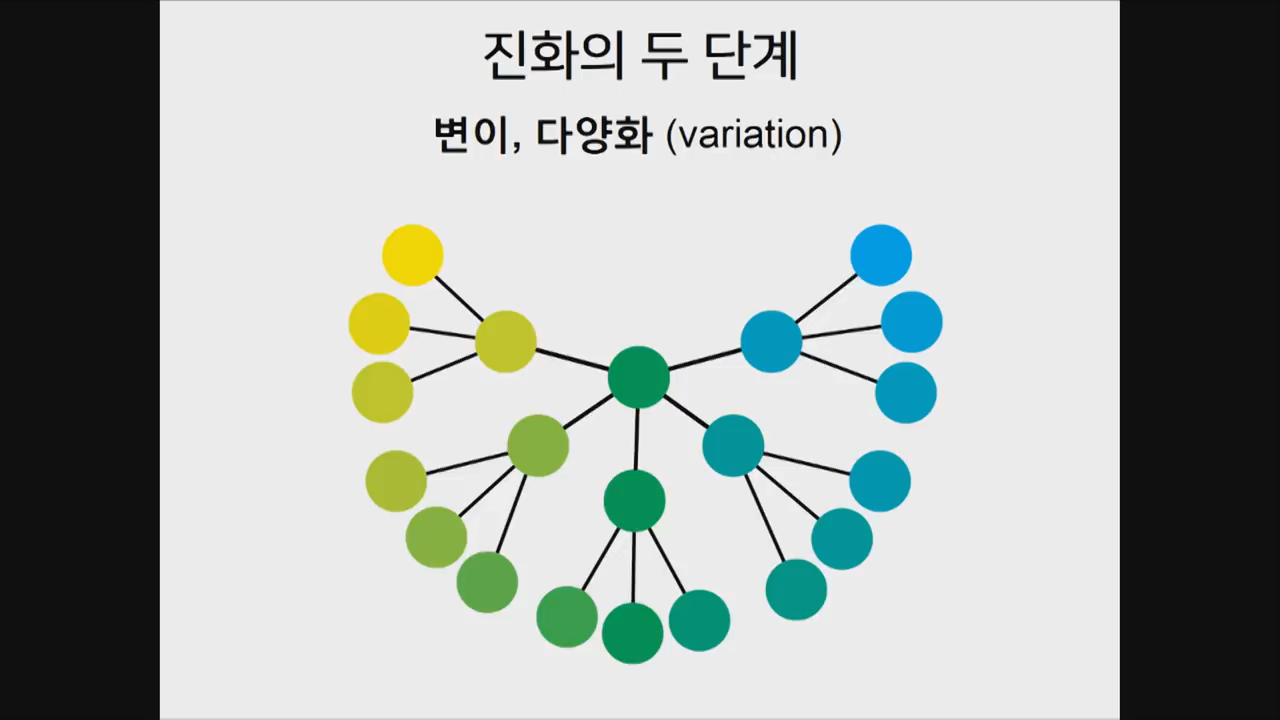 진화의 두 단계
변이, 다양화 (variation)